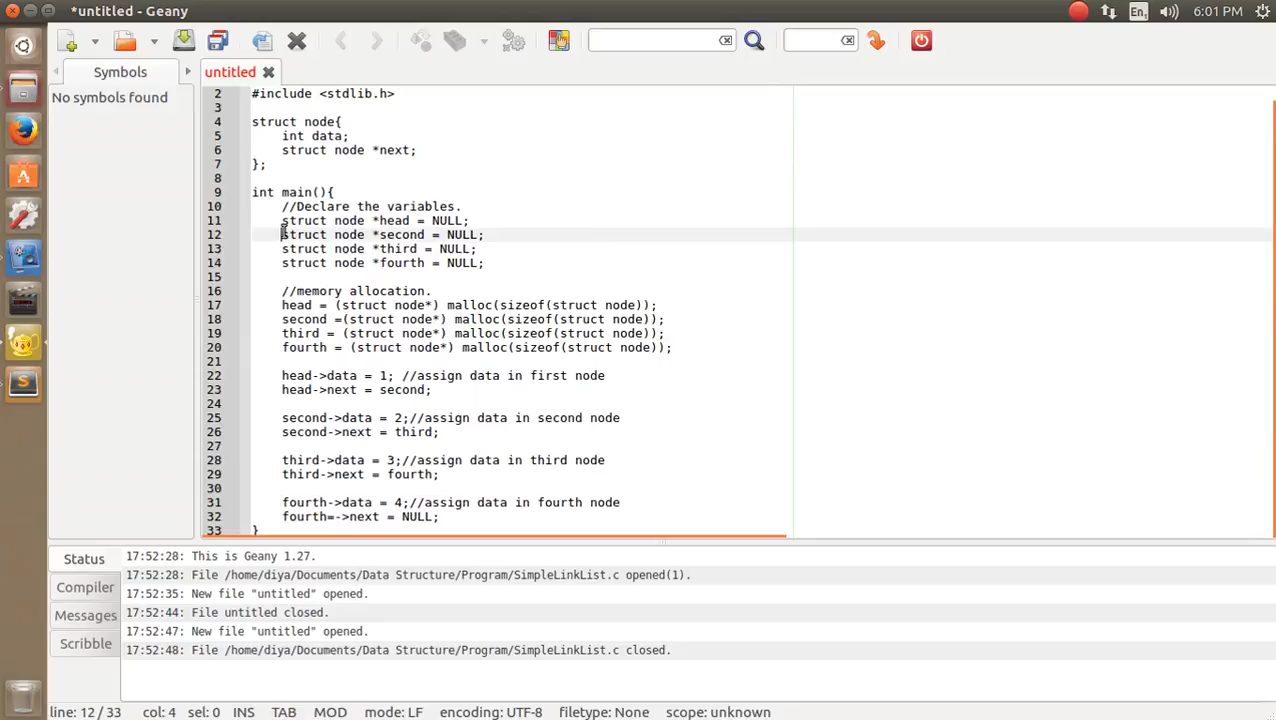 *untitled - Geany
En₁ 6:01 PM
Symbols
untitled
No symbols found
2 #include <stdlib.h>
3
4 struct node{
5 int data;
6 struct node *next;
7 };
8
9 int main(){
10 //Declare the variables.
11 struct node *head = NULL;
12 struct node *second = NULL;
13 struct node *third = NULL;
14 struct node *fourth = NULL;
15
16 //memory allocation.
17 head = (struct node*) malloc(sizeof(struct node));
18 second =(struct node*) malloc(sizeof(struct node));
19 third = (struct node*) malloc(sizeof(struct node));
20 fourth = (struct node*) malloc(sizeof(struct node));
21
22 head->data = 1; //assign data in first node
23 head->next = second;
24
25 second->data = 2;//assign data in second node
26 second->next = third;
27
28 third->data = 3;//assign data in third node
29 third->next = fourth;
30
31 fourth->data = 4;//assign data in fourth node
32 fourth=->next = NULL;
33 }
Status
Compiler
Messages
Scribble
17:52:28: This is Geany 1.27.
17:52:28: File /home/diya/Documents/Data Structure/Program/SimpleLinkList.c opened(1).
17:52:35: New file "untitled" opened.
17:52:44: File untitled closed.
17:52:47: New file "untitled" opened.
17:52:48: File /home/diya/Documents/Data Structure/Program/SimpleLinkList.c closed.
line: 12 / 33 col: 4 sel: 0 INS TAB MOD mode: LF encoding: UTF-8 filetype: None scope: unknown